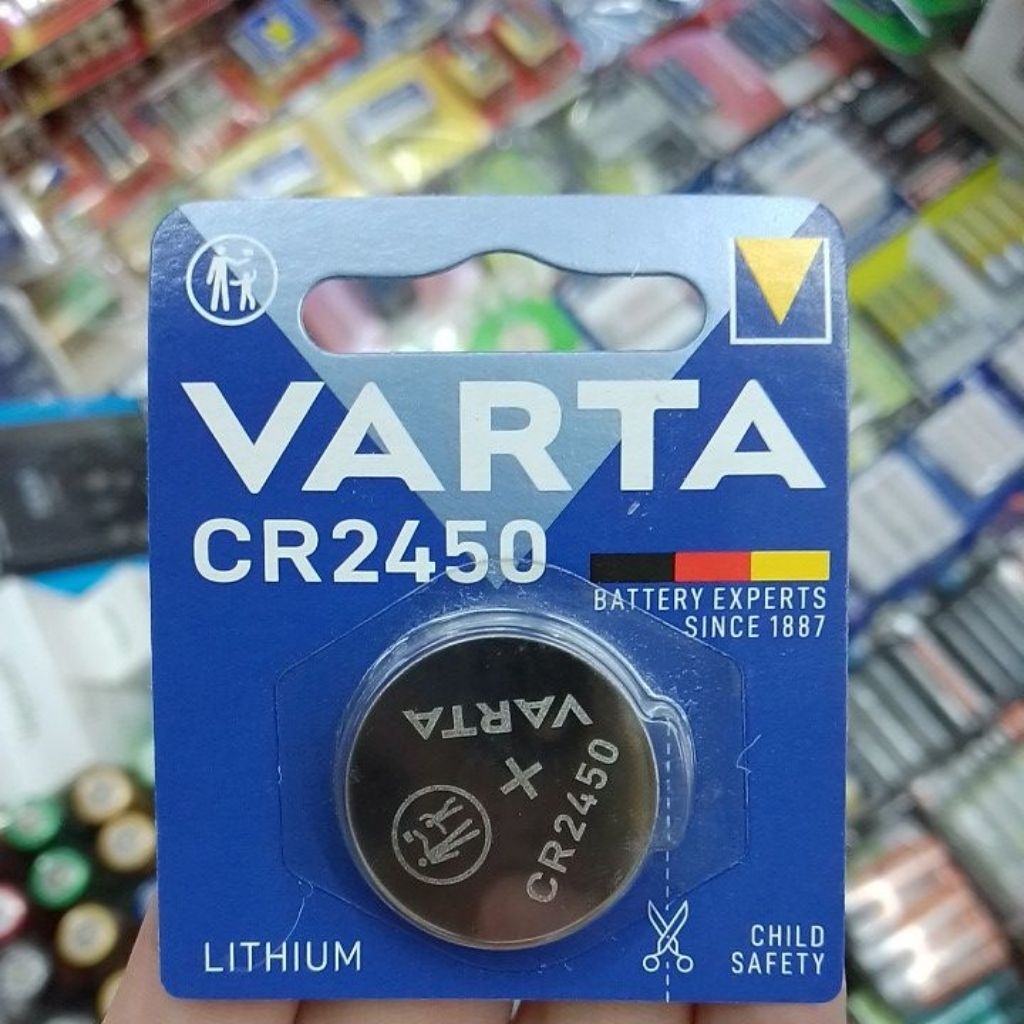 VARTA
CR2450
BATTERY EXPERTS
SINCE 1887
VARTA
+
CR2450
LITHIUM
CHILD
SAFETY